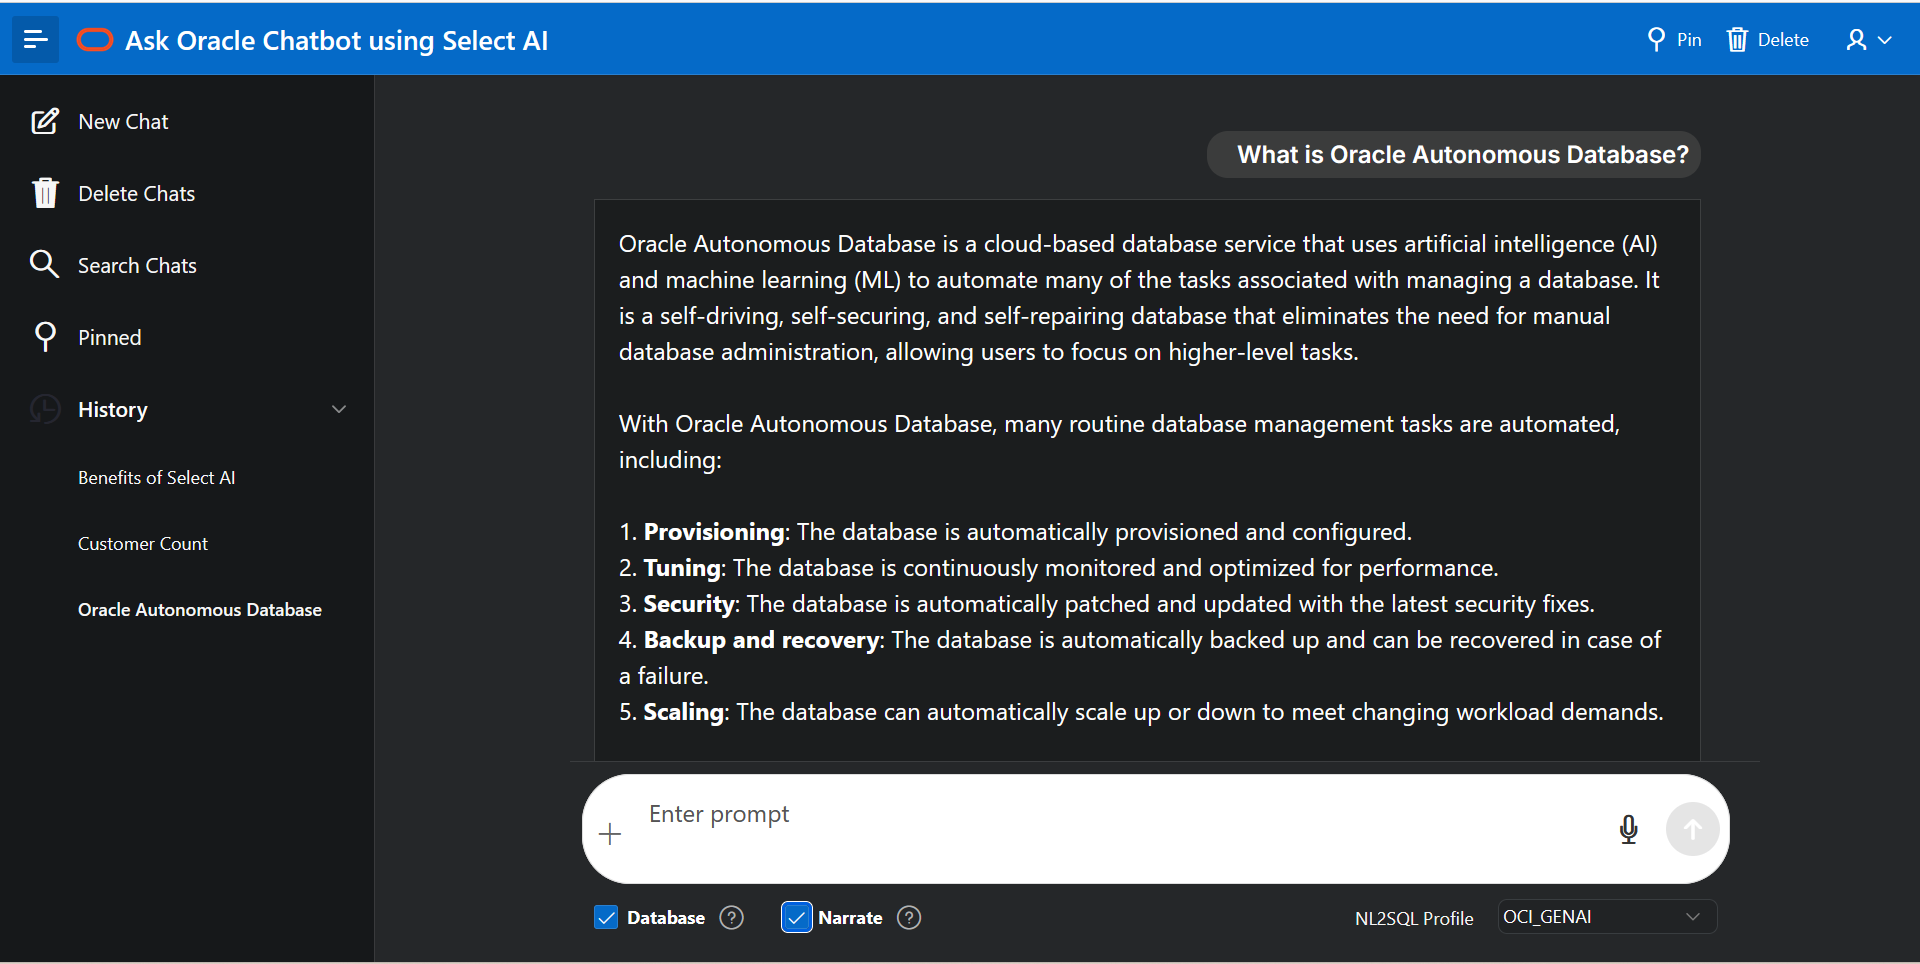 Ask Oracle Chatbot using Select AI
Pin
Delete
New Chat
Delete Chats
Search Chats
Pinned
History
Benefits of Select AI
Customer Count
Oracle Autonomous Database
What is Oracle Autonomous Database?
Oracle Autonomous Database is a cloud-based database service that uses artificial intelligence (AI)
and machine learning (ML) to automate many of the tasks associated with managing a database. It
is a self-driving, self-securing, and self-repairing database that eliminates the need for manual
database administration, allowing users to focus on higher-level tasks.
With Oracle Autonomous Database, many routine database management tasks are automated,
including:
1. Provisioning: The database is automatically provisioned and configured.
2. Tuning: The database is continuously monitored and optimized for performance.
3. Security: The database is automatically patched and updated with the latest security fixes.
4. Backup and recovery: The database is automatically backed up and can be recovered in case of
a failure.
5. Scaling: The database can automatically scale up or down to meet changing workload demands.
Enter prompt
Database ?
Narrate ?
NL2SQL Profile
OCI_GENAI